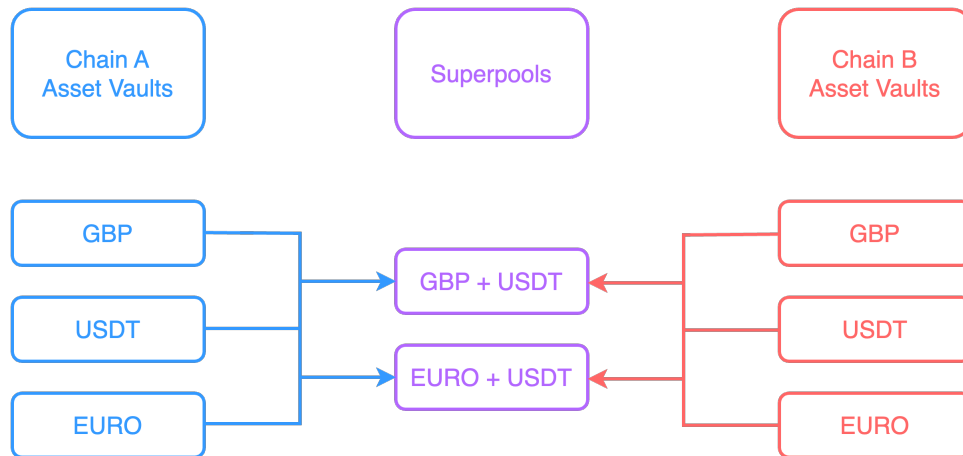 Chain A
Asset Vaults
Superpools
Chain B
Asset Vaults
GBP
GBP
GBP + USDT
USDT
USDT
EURO + USDT
EURO
EURO